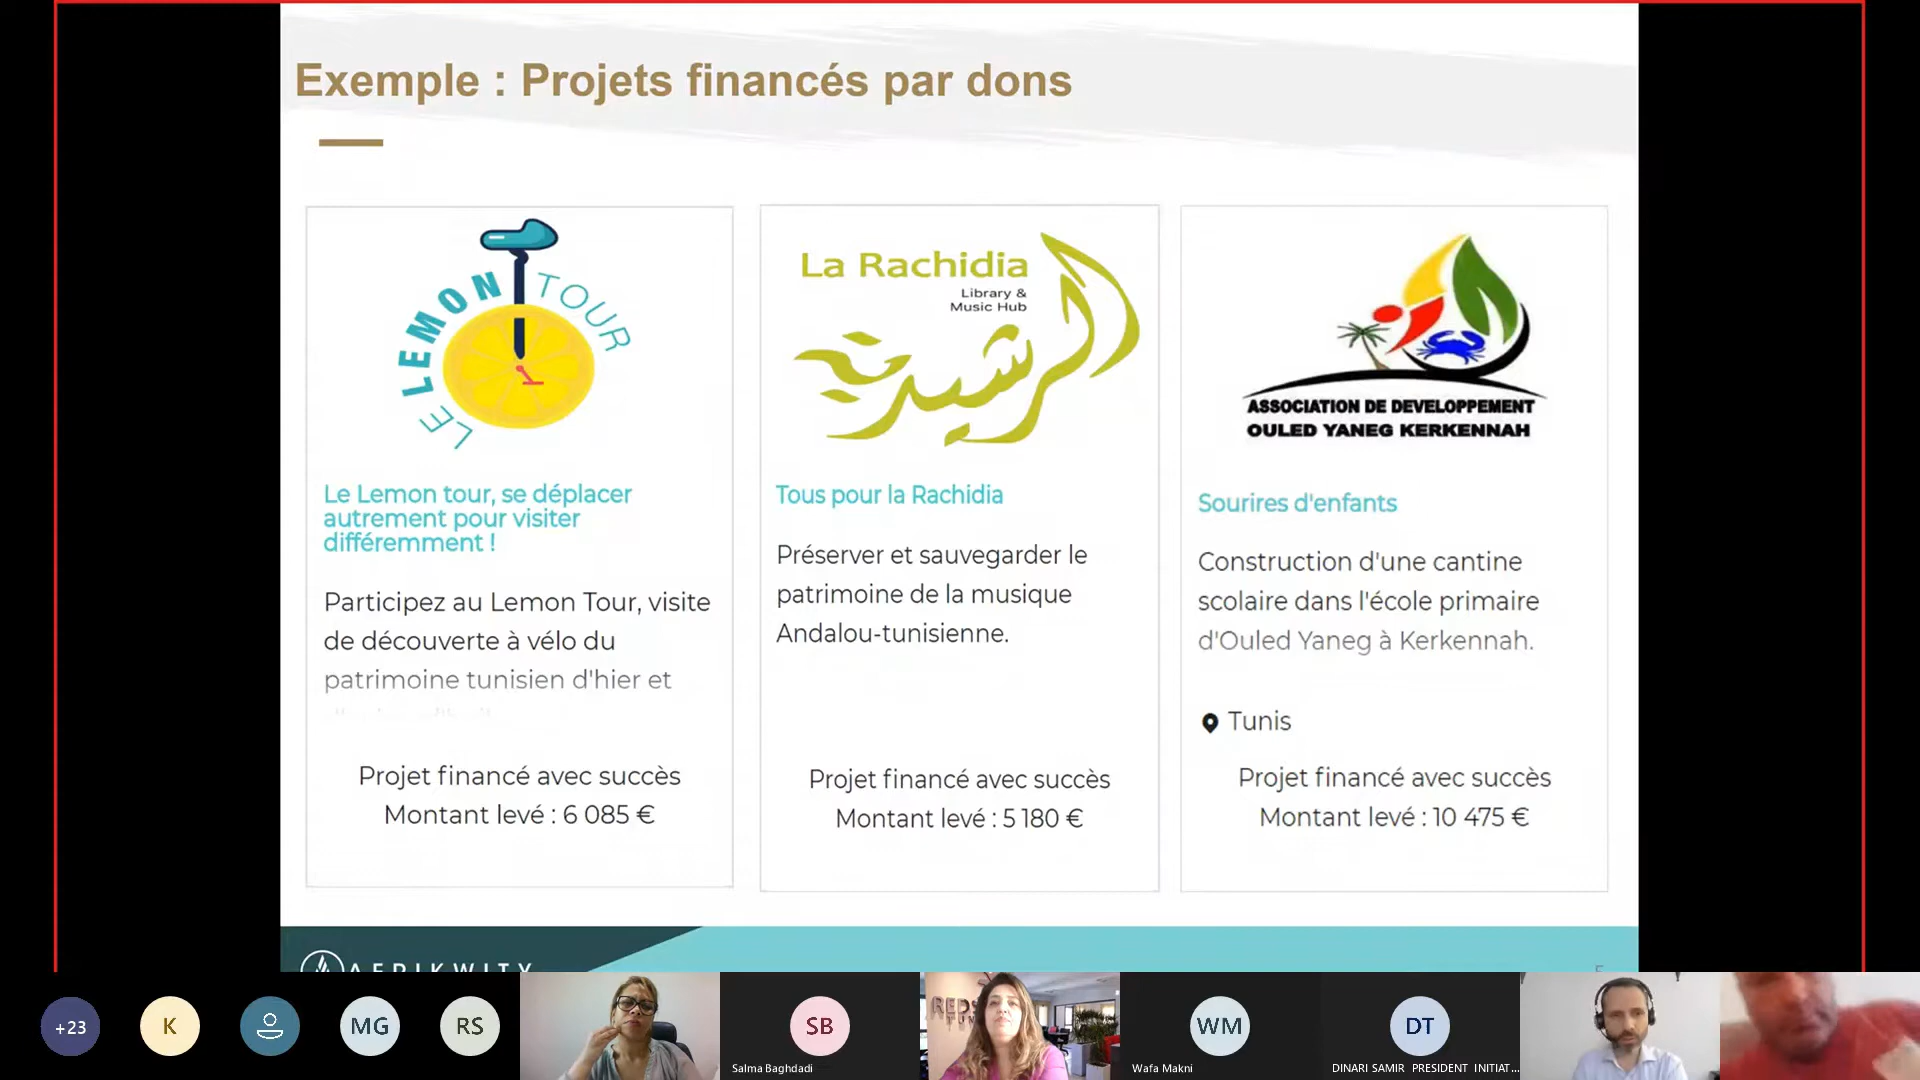 Exemple : Projets financés par dons
LE LEMON TOUR
La Rachidia
Library &
Music Hub
الرشيدية
ASSOCIATION DE DEVELOPPEMENT
OULED YANEG KERKENNAH
Le Lemon tour, se déplacer
autrement pour visiter
différemment !
Participez au Lemon Tour, visite
de découverte à vélo du
patrimoine tunisien d'hier et
Projet financé avec succès
Montant levé : 6 085 €
Tous pour la Rachidia
Préserver et sauvegarder le
patrimoine de la musique
Andalou-tunisienne.
Projet financé avec succès
Montant levé : 5 180 €
Sourires d'enfants
Construction d'une cantine
scolaire dans l'école primaire
d'Ouled Yaneg à Kerkennah.
Tunis
Projet financé avec succès
Montant levé : 10 475 €
AFRIKWITY
+23
K
MG
RS
SB
Salma Baghdadi
REDS
WM
Wafa Makni
DT
DINARI SAMIR PRESIDENT INITIAT...